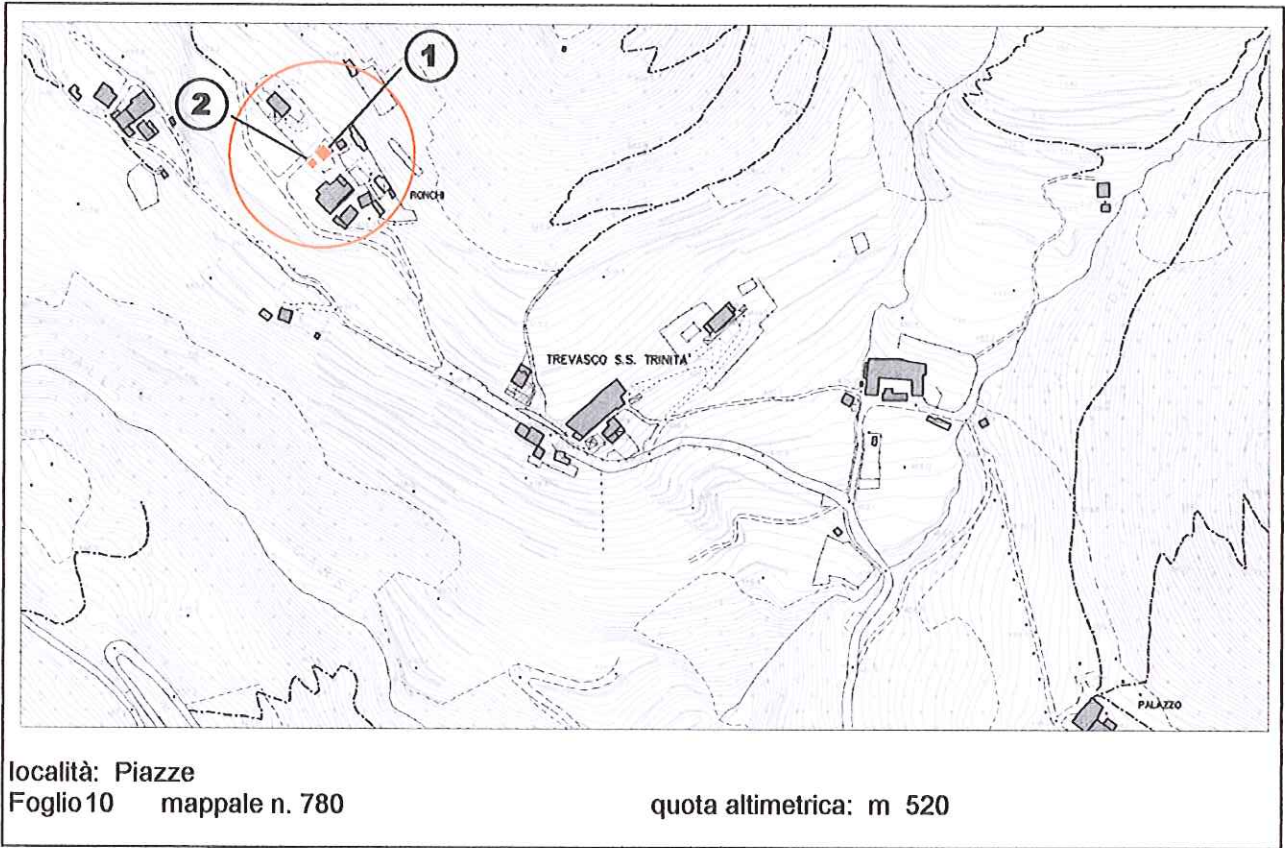 1
2
RONCHI
TREVASCO S.S. TRINITA'
PALAZZO
località: Piazze
Foglio 10 mappale n. 780 quota altimetrica: m 520